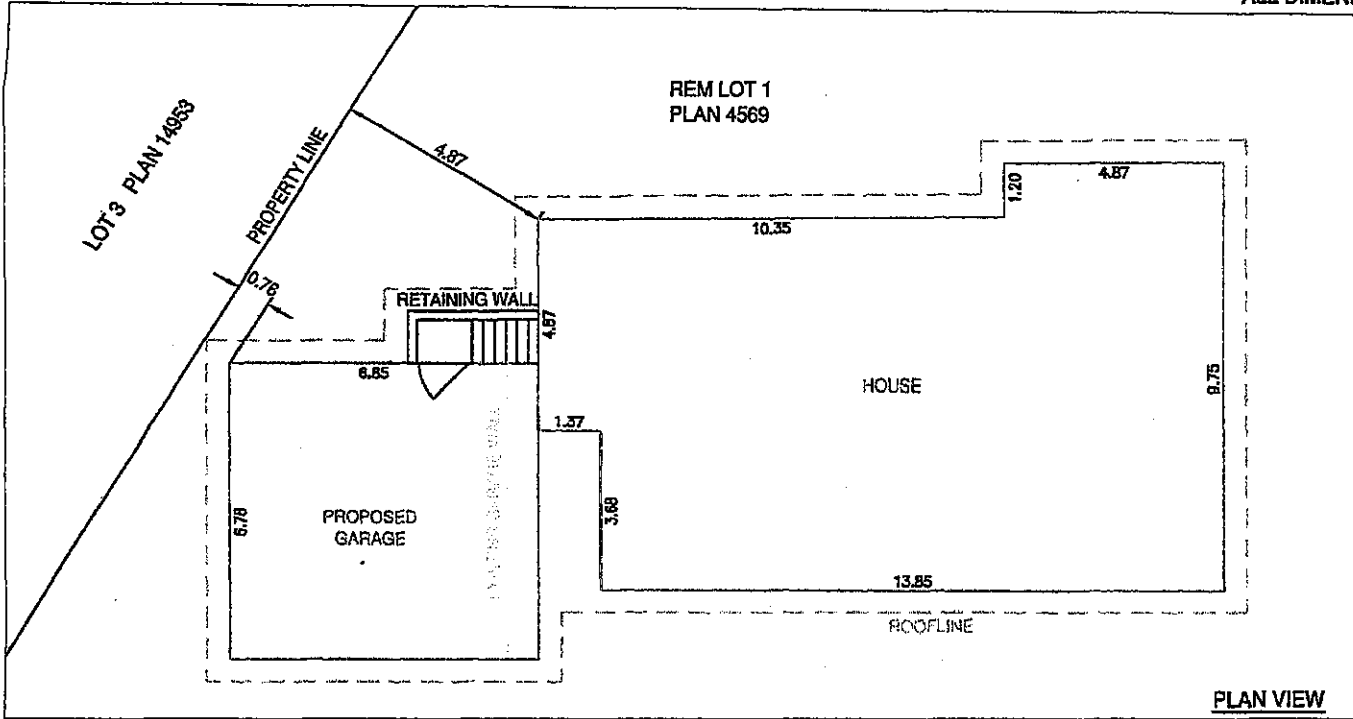 REM LOT 1
PLAN 4569
LOT 3 PLAN 14953
PROPERTY LINE
4.87
4.87
1.20
10.35
0.76
RETAINING WALL
4.87
6.85
HOUSE
9.75
1.37
3.68
6.78
PROPOSED
GARAGE
13.85
ROOFLINE
PLAN VIEW